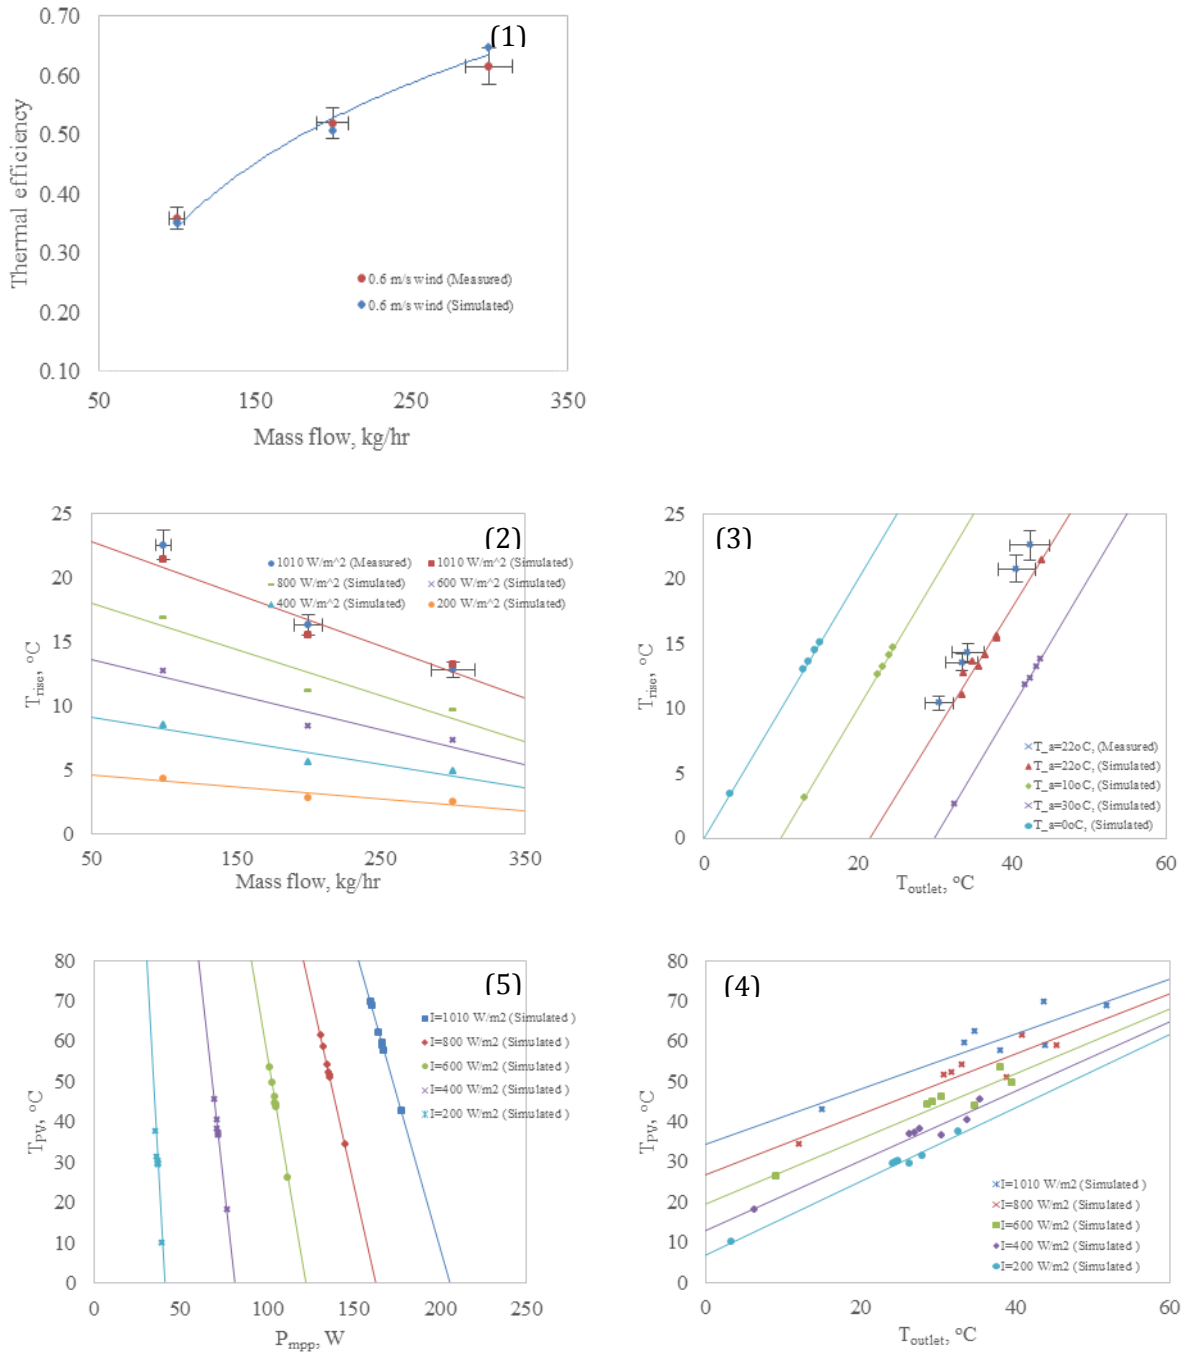 0.70
(1)
0.60
0.50
0.40
0.30
0.20
0.10
Thermal efficiency
0.6 m/s wind (Measured)
0.6 m/s wind (Simulated)
50 150 250 350
Mass flow, kg/hr
25
(2)
20
15
10
5
0
T_rise, °C
1010 W/m^2 (Measured) 1010 W/m^2 (Simulated)
800 W/m^2 (Simulated) 600 W/m^2 (Simulated)
400 W/m^2 (Simulated) 200 W/m^2 (Simulated)
50 150 250 350
Mass flow, kg/hr
25
(3)
20
15
10
5
0
T_rise, °C
T_a=22oC, (Measured)
T_a=22oC, (Simulated)
T_a=10oC, (Simulated)
T_a=30oC, (Simulated)
T_a=0oC, (Simulated)
0 20 40 60
T_outlet, °C
80
(5)
70
60
50
40
30
20
10
0
T_PV, °C
I=1010 W/m2 (Simulated )
I=800 W/m2 (Simulated )
I=600 W/m2 (Simulated )
I=400 W/m2 (Simulated )
I=200 W/m2 (Simulated )
0 50 100 150 200 250
P_mpp, W
80
(4)
70
60
50
40
30
20
10
0
T_PV, °C
I=1010 W/m2 (Simulated )
I=800 W/m2 (Simulated )
I=600 W/m2 (Simulated )
I=400 W/m2 (Simulated )
I=200 W/m2 (Simulated )
0 20 40 60
T_outlet, °C